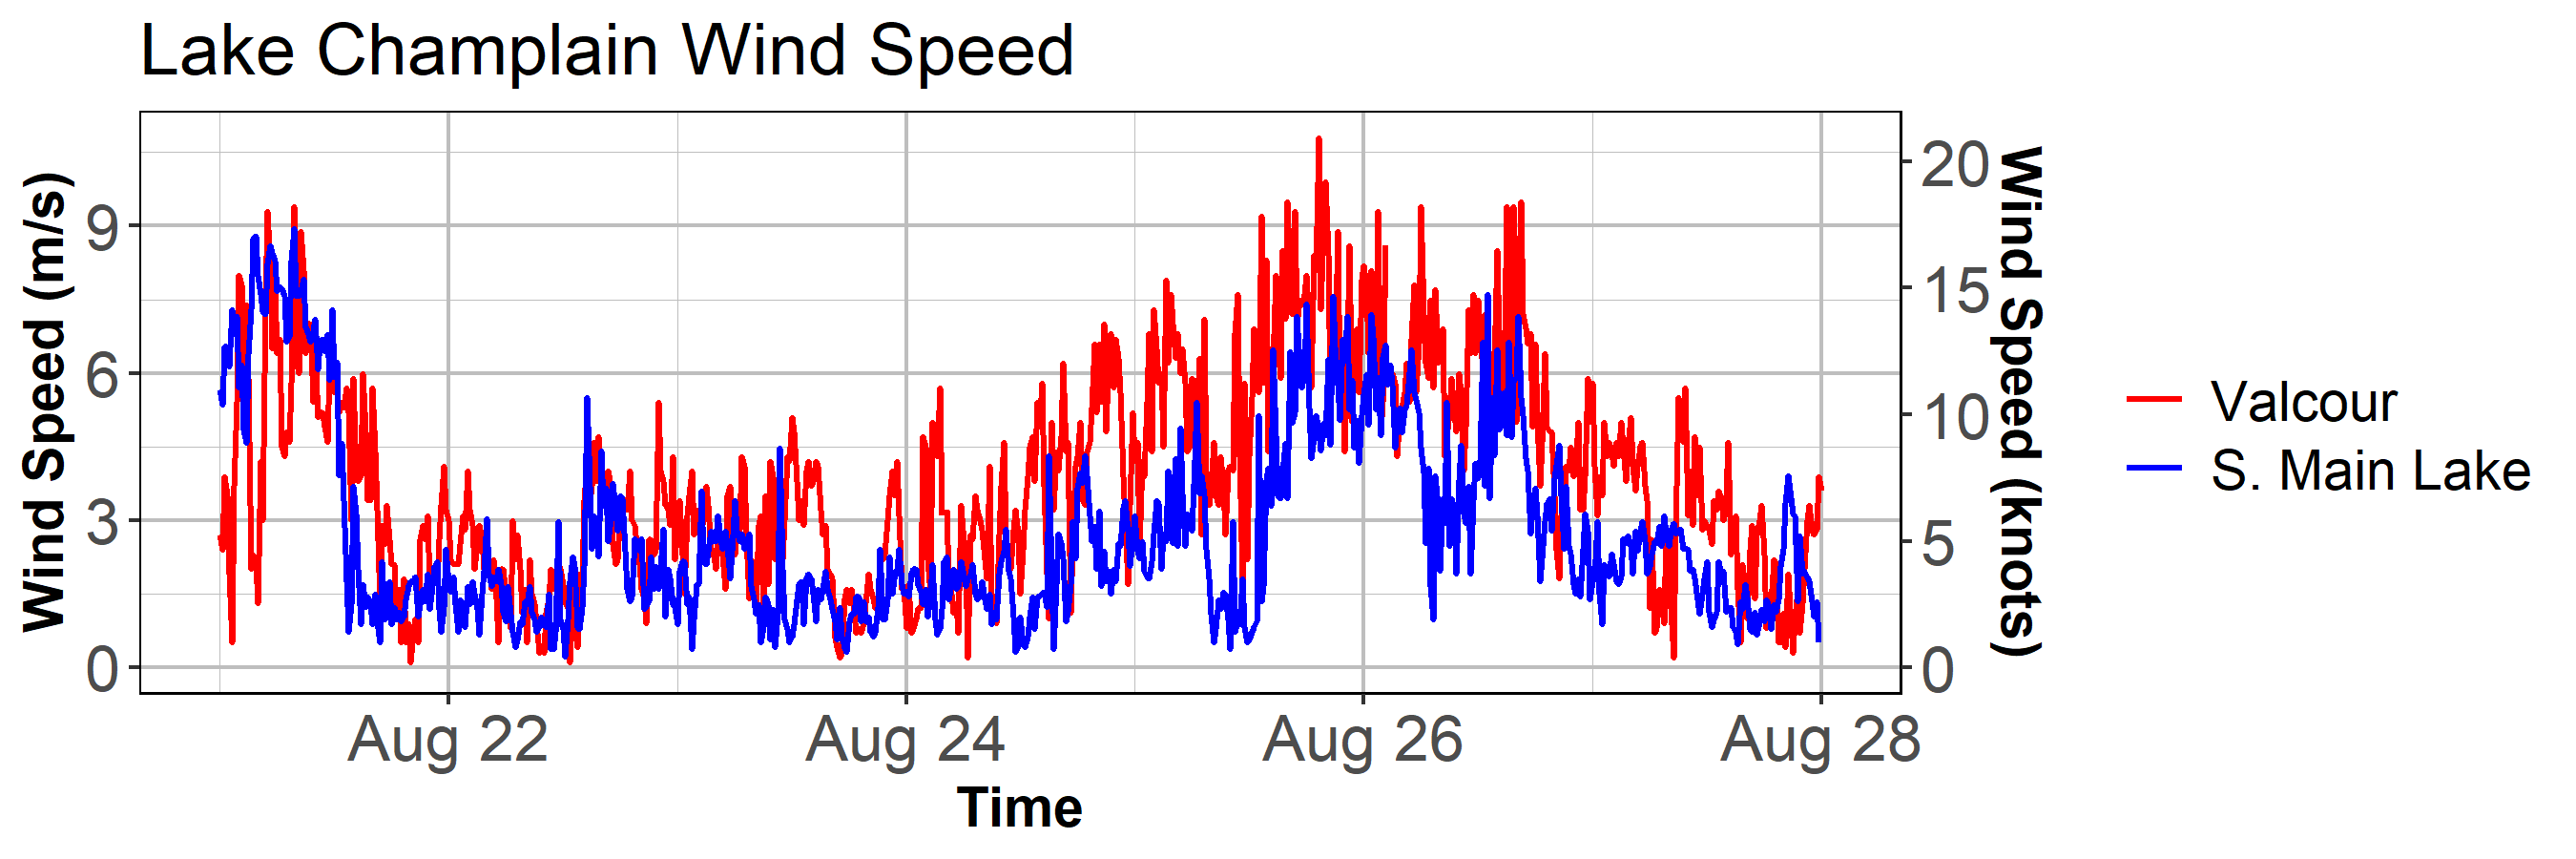 Lake Champlain Wind Speed
Wind Speed (m/s)
9
6
3
0
20
15
10
5
0
Wind Speed (knots)
Aug 22
Aug 24
Aug 26
Aug 28
Time
Valcour
S. Main Lake